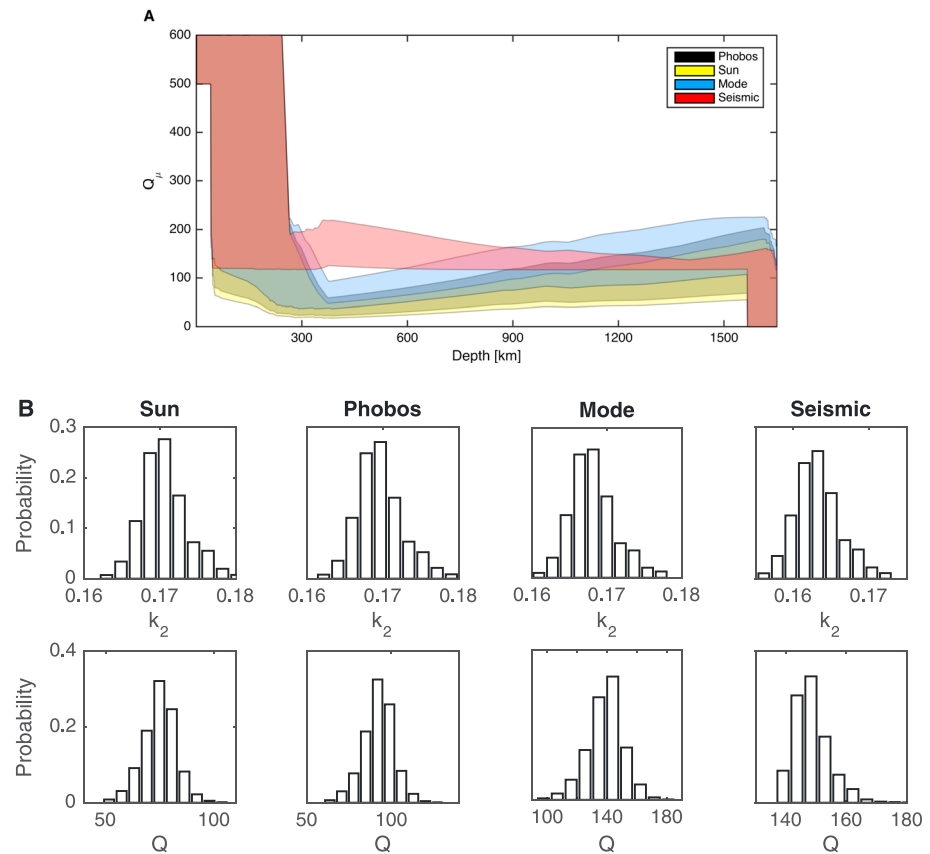 A
600
500
400
300
200
100
0
Q μ
300
600
900
1200
1500
Depth [km]
Phobos
Sun
Mode
Seismic
B
Sun
Phobos
Mode
Seismic
Probability
0.3
0.2
0.1
0
0.16 0.17 0.18
k2
0.16 0.17 0.18
k2
0.16 0.17 0.18
k2
0.16 0.17
k2
Probability
0.4
0.2
0
50 100
Q
50 100
Q
100 140 180
Q
140 160 180
Q